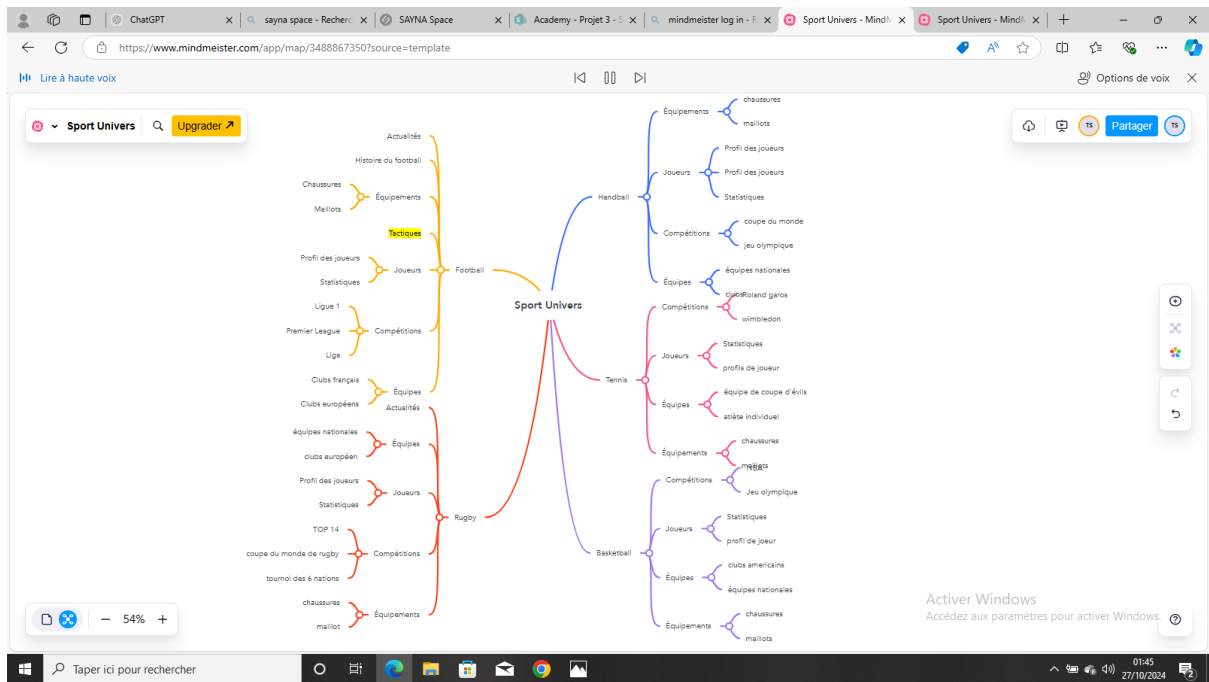 ChatGPT
sayna space - Recherc
SAYNA Space
Academy - Projet 3 - S
mindmeister log in - R
Sport Univers - MindM
Sport Univers - MindM
https://www.mindmeister.com/app/map/3488867350?source=template
Lire à haute voix
Options de voix
Sport Univers
Upgrader
TS
Partager
TS
Sport Univers
Football
Actualités
Histoire du football
Équipements
Chaussures
Maillots
Tactiques
Joueurs
Profil des joueurs
Statistiques
Compétitions
Ligue 1
Premier League
Liga
Équipes
Clubs français
Clubs européens
Rugby
Actualités
Équipes
équipes nationales
clubs européen
Joueurs
Profil des joueurs
Statistiques
Compétitions
TOP 14
coupe du monde de rugby
tournoi des 6 nations
Équipements
chaussures
maillot
Handball
Équipements
chaussures
maillots
Joueurs
Profil des joueurs
Profil des joueurs
Statistiques
Compétitions
coupe du monde
jeu olympique
Équipes
équipes nationales
clubs
Tennis
Compétitions
Roland garos
wimbledon
Joueurs
Statistiques
profils de joueur
Équipes
équipe de coupe d'éviis
atlète individuel
Équipements
chaussures
maillots
Basketball
Compétitions
NBA
Jeu olympique
Joueurs
Statistiques
profil de joeur
Équipes
clubs americains
équipes nationales
Équipements
chaussures
maillots
54%
Activer Windows
Accédez aux paramètres pour activer Windows.
Taper ici pour rechercher
01:45
27/10/2024
2